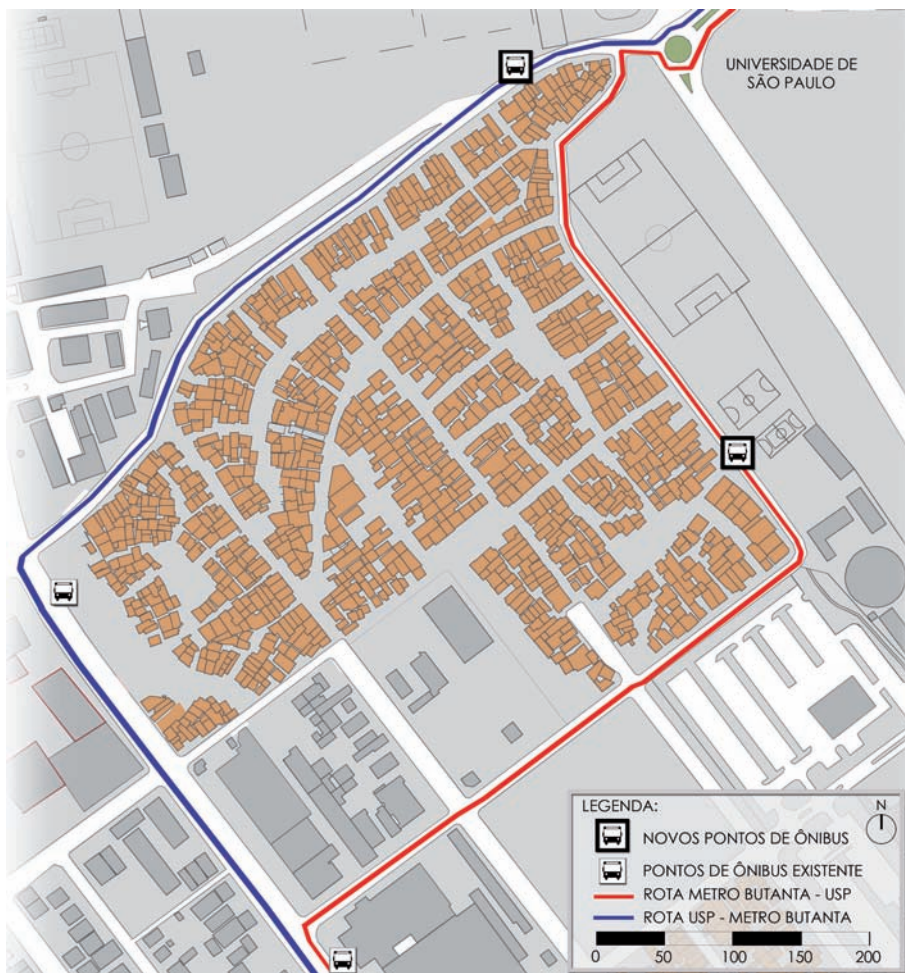 UNIVERSIDADE DE
SÃO PAULO
LEGENDA:
N
NOVOS PONTOS DE ÔNIBUS
PONTOS DE ÔNIBUS EXISTENTE
ROTA METRO BUTANTA - USP
ROTA USP - METRO BUTANTA
0 50 100 150 200